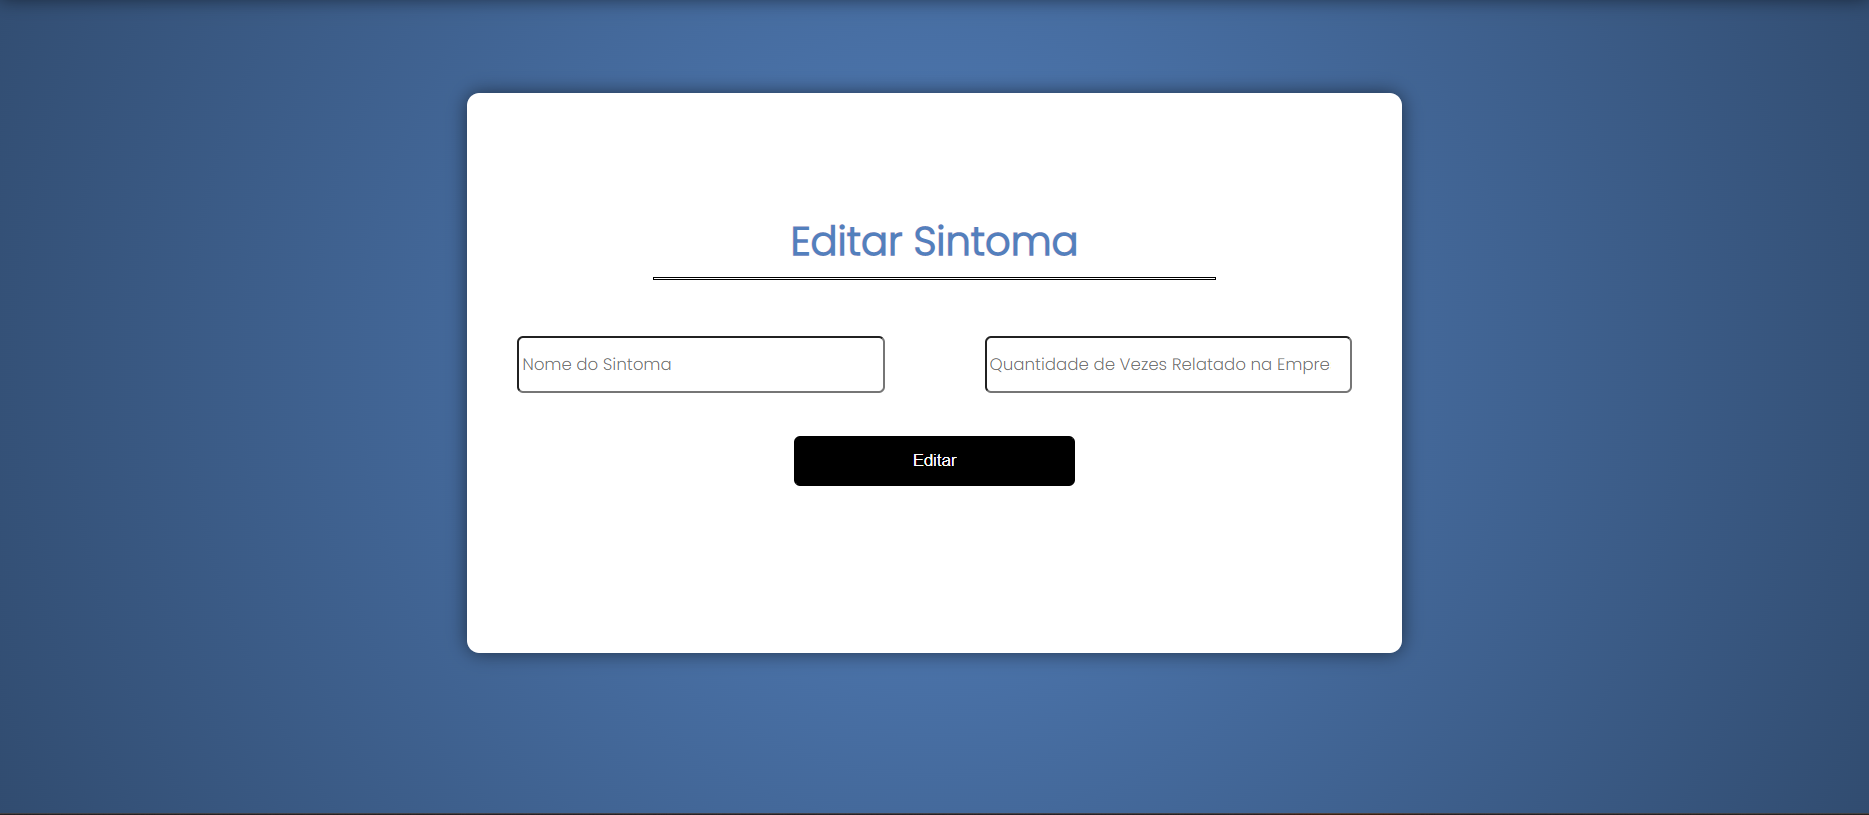 Editar Sintoma
Nome do Sintoma
Quantidade de Vezes Relatado na Empre
Editar